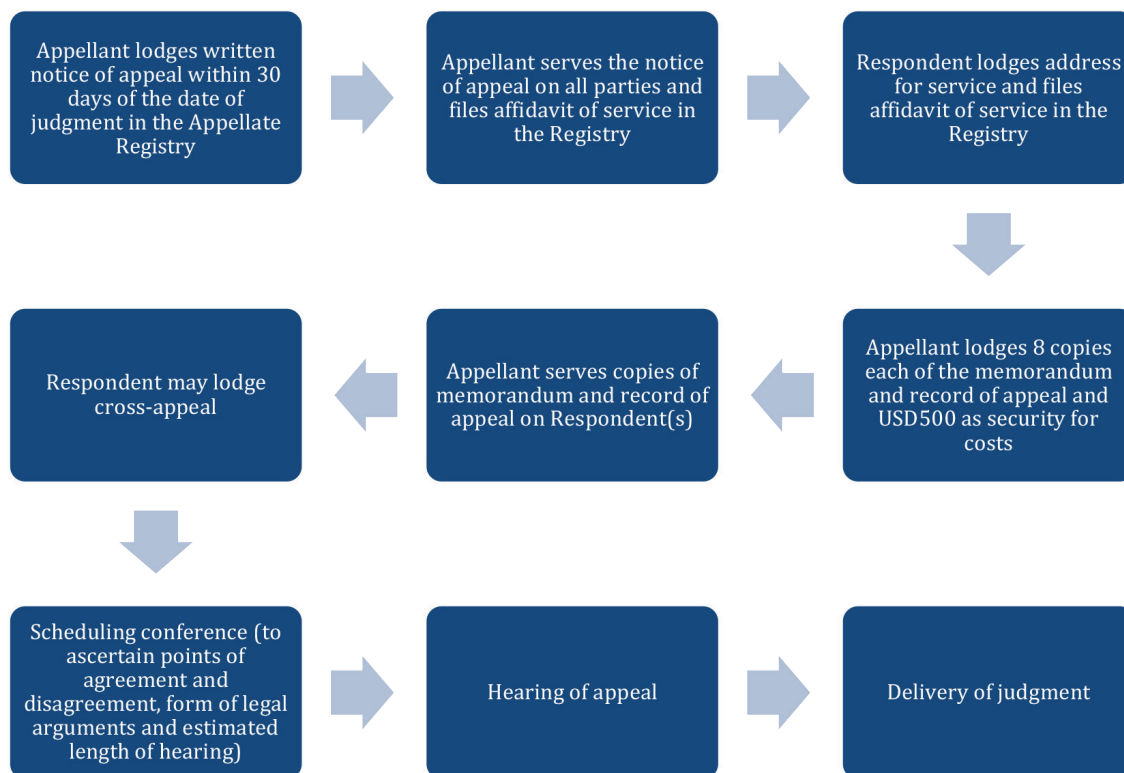 Appellant lodges written
notice of appeal within 30
days of the date of
judgment in the Appellate
Registry
Appellant serves the notice
of appeal on all parties and
files affidavit of service in
the Registry
Respondent lodges address
for service and files
affidavit of service in the
Registry
Appellant lodges 8 copies
each of the memorandum
and record of appeal and
USD500 as security for
costs
Appellant serves copies of
memorandum and record of
appeal on Respondent(s)
Respondent may lodge
cross-appeal
Scheduling conference (to
ascertain points of
agreement and
disagreement, form of legal
arguments and estimated
length of hearing)
Hearing of appeal
Delivery of judgment